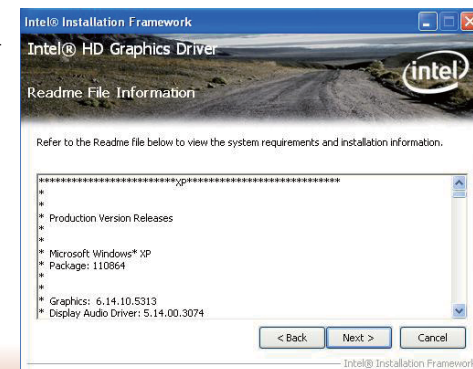 Intel® Installation Framework
Intel® HD Graphics Driver
intel
Readme File Information
Refer to the Readme file below to view the system requirements and installation information.
**************************XP*****************************
*
*
* Production Version Releases
*
*
* Microsoft Windows* XP
* Package: 110864
*
*
* Graphics: 6.14.10.5313
* Display Audio Driver: 5.14.00.3074
< Back Next > Cancel
Intel® Installation Framework